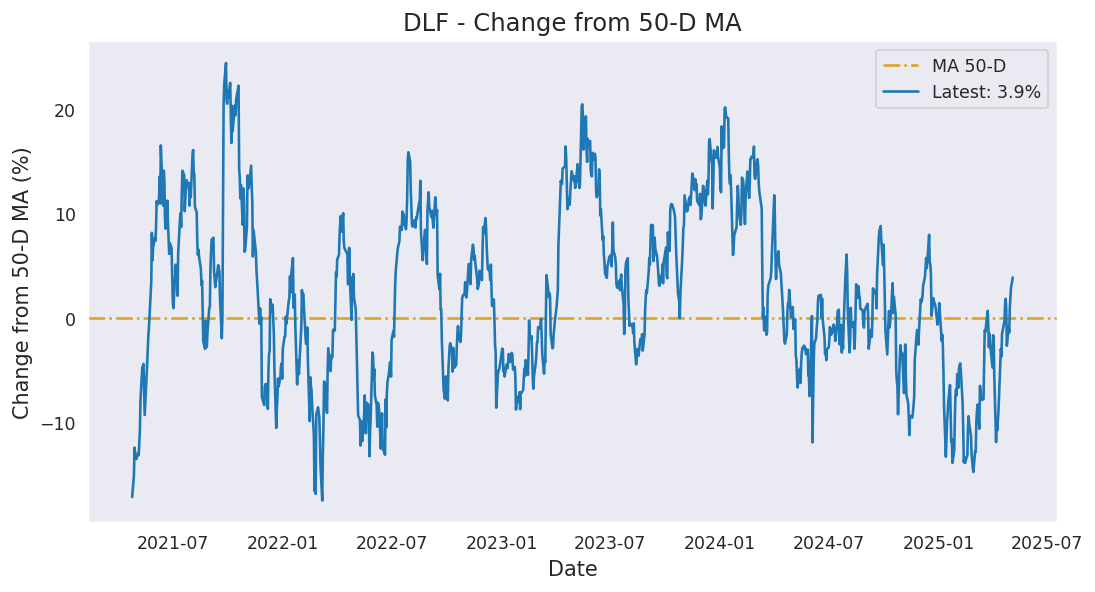 DLF - Change from 50-D MA
MA 50-D
Latest: 3.9%
Change from 50-D MA (%)
20
10
0
−10
2021-07
2022-01
2022-07
2023-01
2023-07
2024-01
2024-07
2025-01
2025-07
Date